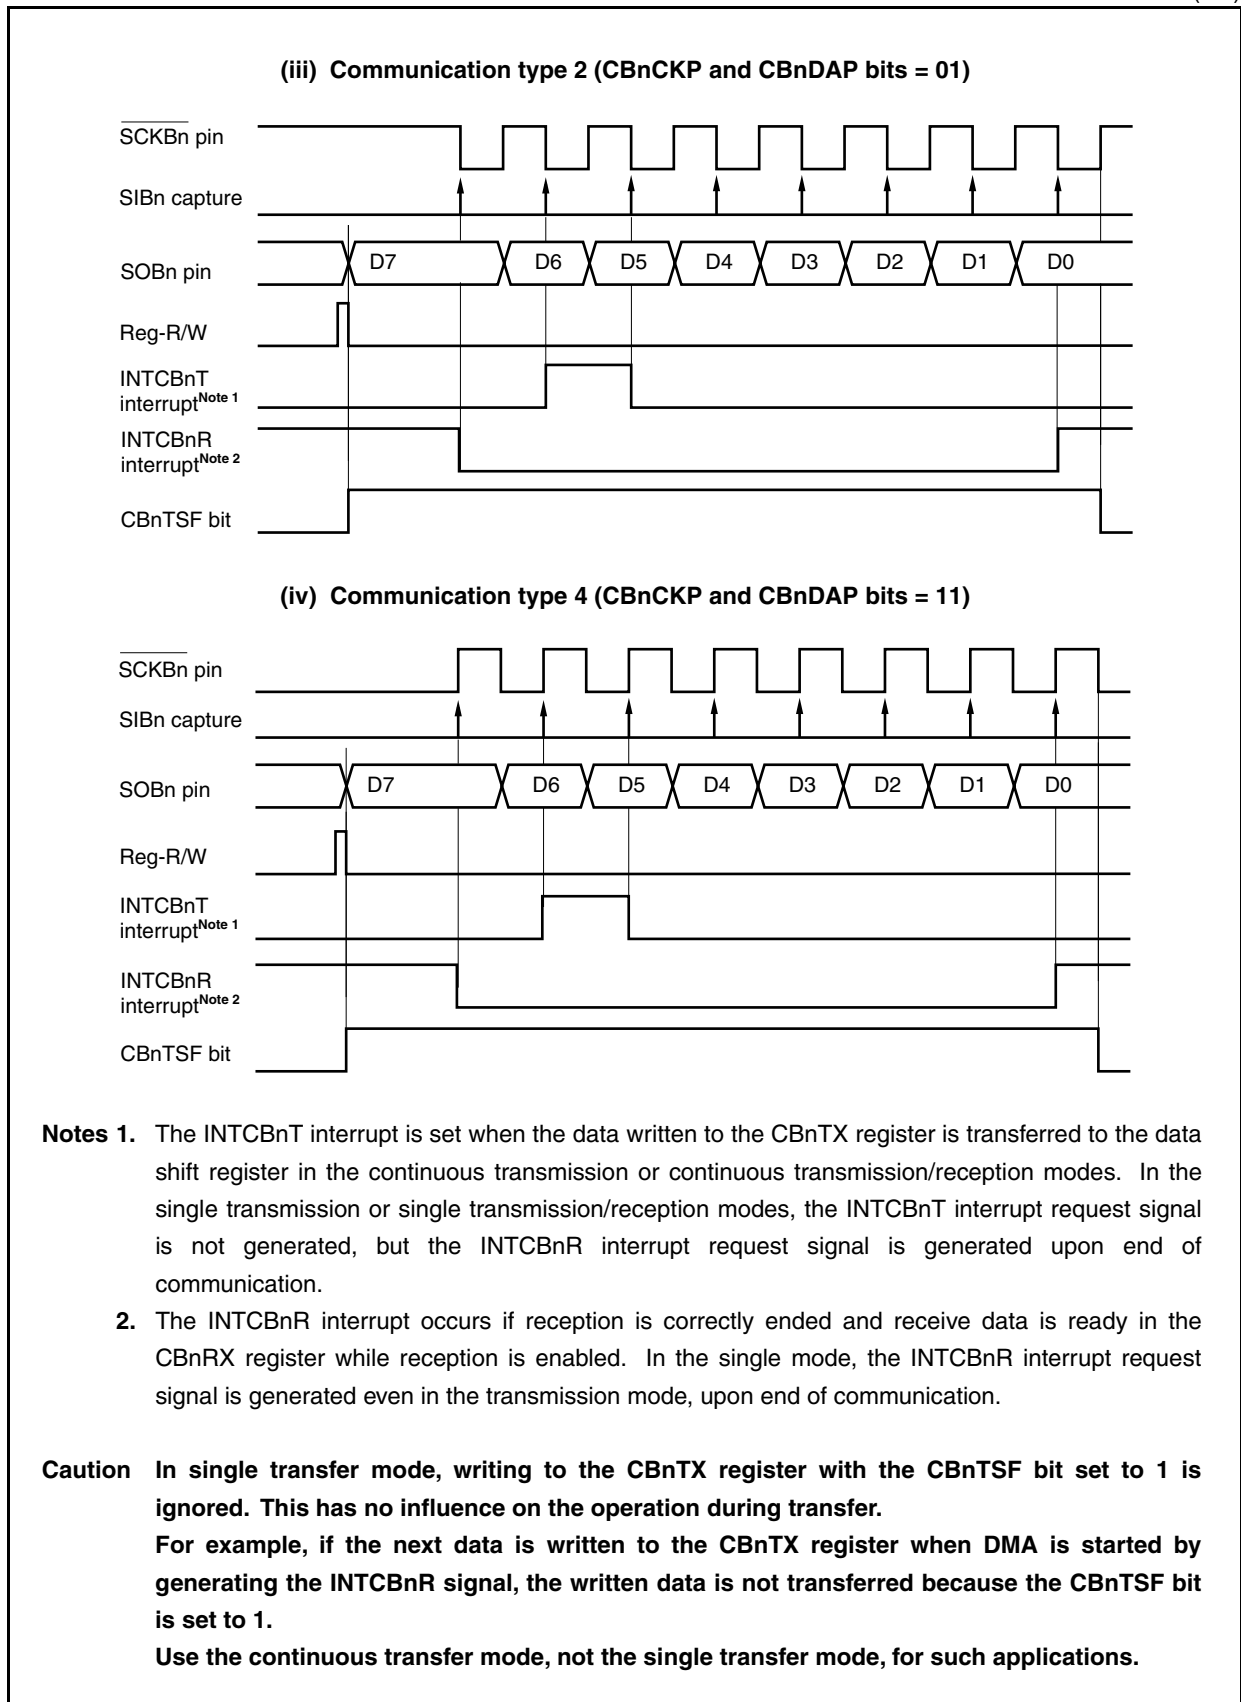 (iii) Communication type 2 (CBnCKP and CBnDAP bits = 01)
SCKBn pin
SIBn capture
SOBn pin
D7 D6 D5 D4 D3 D2 D1 D0
Reg-R/W
INTCBnT
interrupt Note 1
INTCBnR
interrupt Note 2
CBnTSF bit
(iv) Communication type 4 (CBnCKP and CBnDAP bits = 11)
SCKBn pin
SIBn capture
SOBn pin
D7 D6 D5 D4 D3 D2 D1 D0
Reg-R/W
INTCBnT
interrupt Note 1
INTCBnR
interrupt Note 2
CBnTSF bit
Notes 1. The INTCBnT interrupt is set when the data written to the CBnTX register is transferred to the data
shift register in the continuous transmission or continuous transmission/reception modes. In the
single transmission or single transmission/reception modes, the INTCBnT interrupt request signal
is not generated, but the INTCBnR interrupt request signal is generated upon end of
communication.
2. The INTCBnR interrupt occurs if reception is correctly ended and receive data is ready in the
CBnRX register while reception is enabled. In the single mode, the INTCBnR interrupt request
signal is generated even in the transmission mode, upon end of communication.
Caution In single transfer mode, writing to the CBnTX register with the CBnTSF bit set to 1 is
ignored. This has no influence on the operation during transfer.
For example, if the next data is written to the CBnTX register when DMA is started by
generating the INTCBnR signal, the written data is not transferred because the CBnTSF bit
is set to 1.
Use the continuous transfer mode, not the single transfer mode, for such applications.